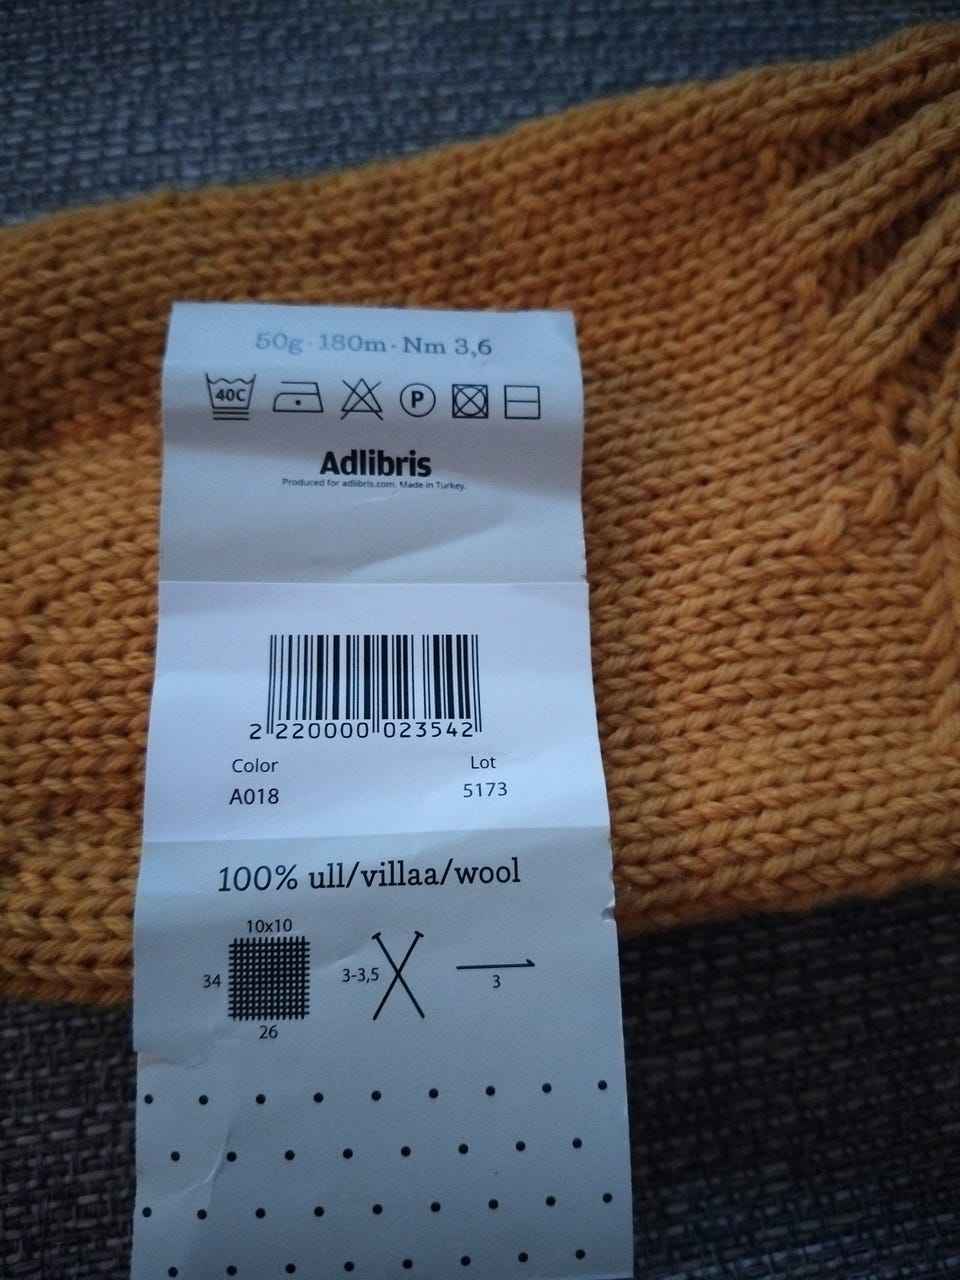 50g · 180m · Nm 3,6
40C P
Adlibris
Produced for adlibris.com. Made in Turkey.
2 220000 023542
Color Lot
A018 5173
100% ull/villaa/wool
10x10
34 3-3,5 3
26